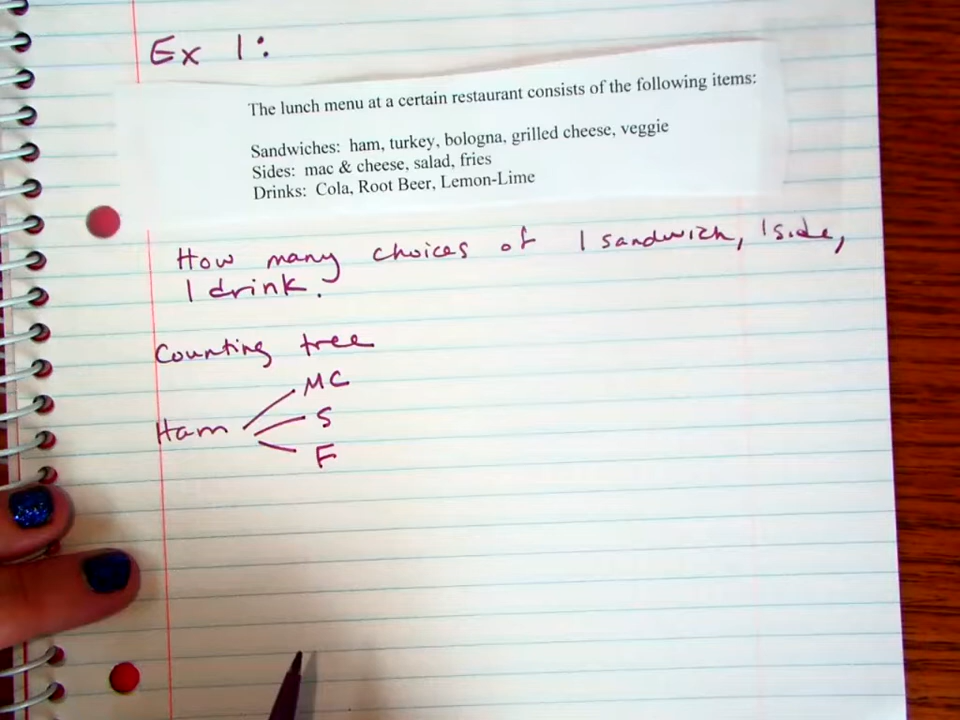 Ex 1:
The lunch menu at a certain restaurant consists of the following items:
Sandwiches: ham, turkey, bologna, grilled cheese, veggie
Sides: mac & cheese, salad, fries
Drinks: Cola, Root Beer, Lemon-Lime
How many choices of 1 sandwich, 1 side,
1 drink.
Counting tree
MC
Ham S
F